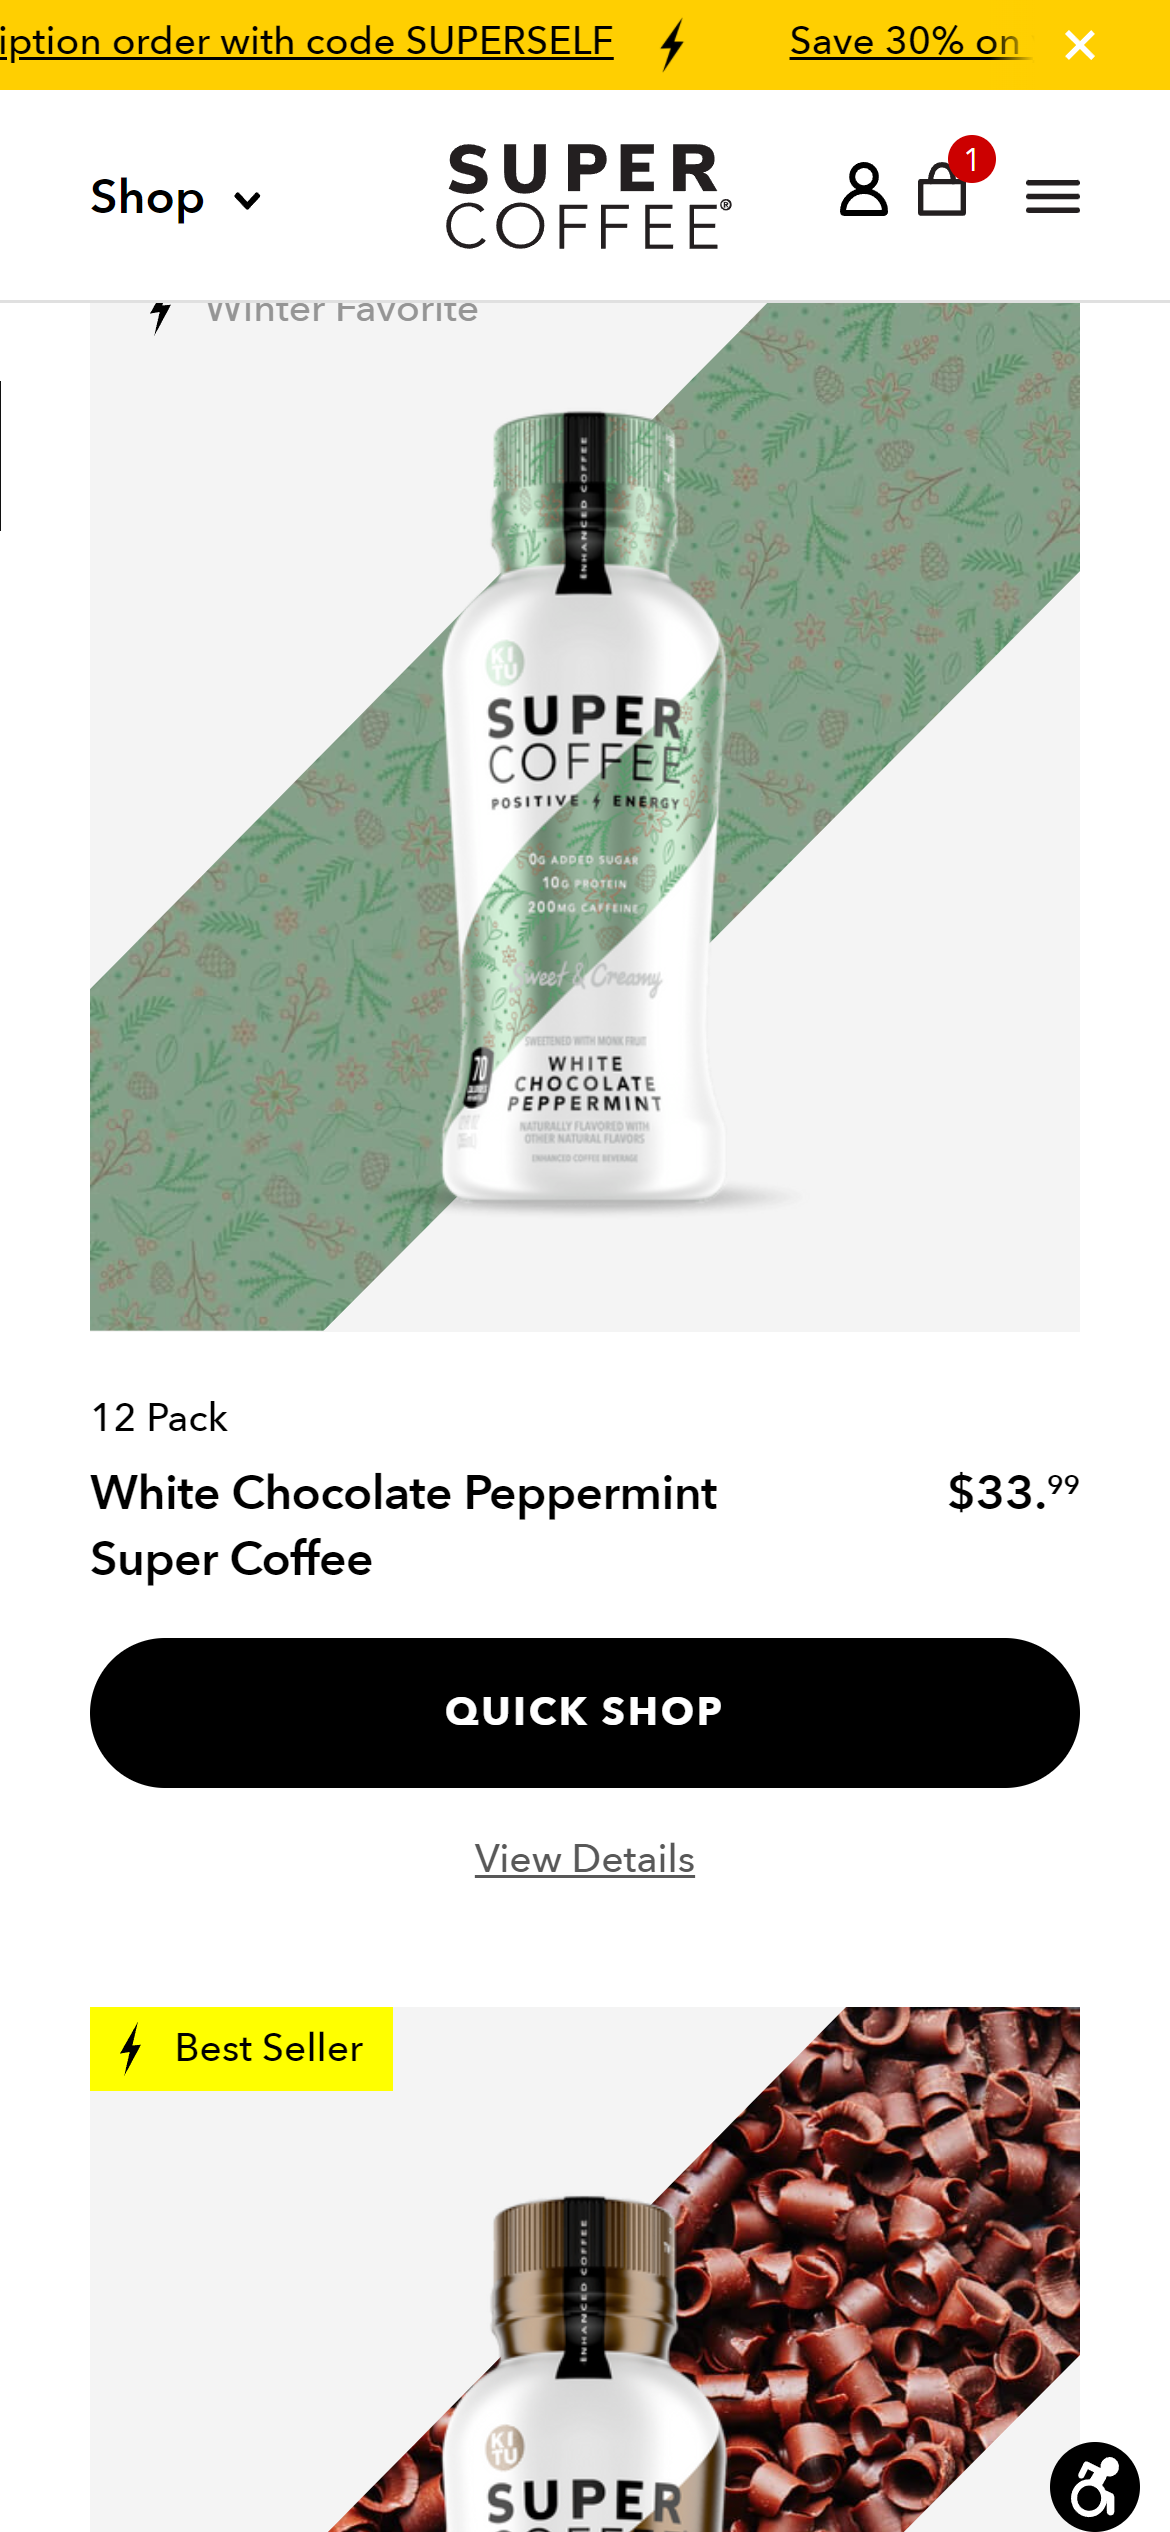 iption order with code SUPERSELF
Save 30% on
Shop
SUPER
COFFEE®
1
Winter Favorite
ENHANCED COFFEE
KI
TU
SUPER
COFFEE
POSITIVE ENERGY
0G ADDED SUGAR
10G PROTEIN
200MG CAFFEINE
Sweet & Creamy
SWEETENED WITH MONK FRUIT
70
CALORIES
WHITE
CHOCOLATE
PEPPERMINT
NATURALLY FLAVORED WITH
OTHER NATURAL FLAVORS
ENHANCED COFFEE BEVERAGE
12 Pack
White Chocolate Peppermint
Super Coffee
$33.99
QUICK SHOP
View Details
Best Seller
ENHANCED COFFEE
KI
TU
SUPER